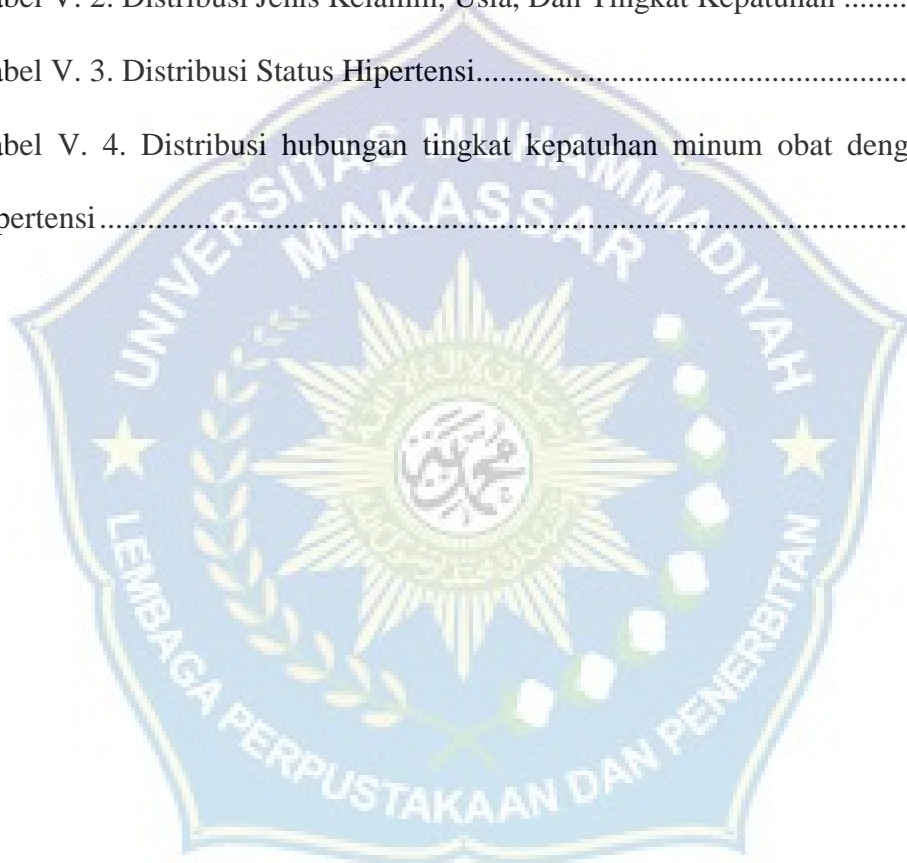 abel V. 2. Distribusi Jenis Kelamin, Usia, Dan Tingkat Kepatuhan ........
abel V. 3. Distribusi Status Hipertensi......................................................
abel V. 4. Distribusi hubungan tingkat kepatuhan minum obat deng
pertensi.....................................................................................................
UNIVERSITAS MUHAMMADIYAH
MAKASSAR
محمد
LEMBAGA PERPUSTAKAAN DAN PENERBITAN